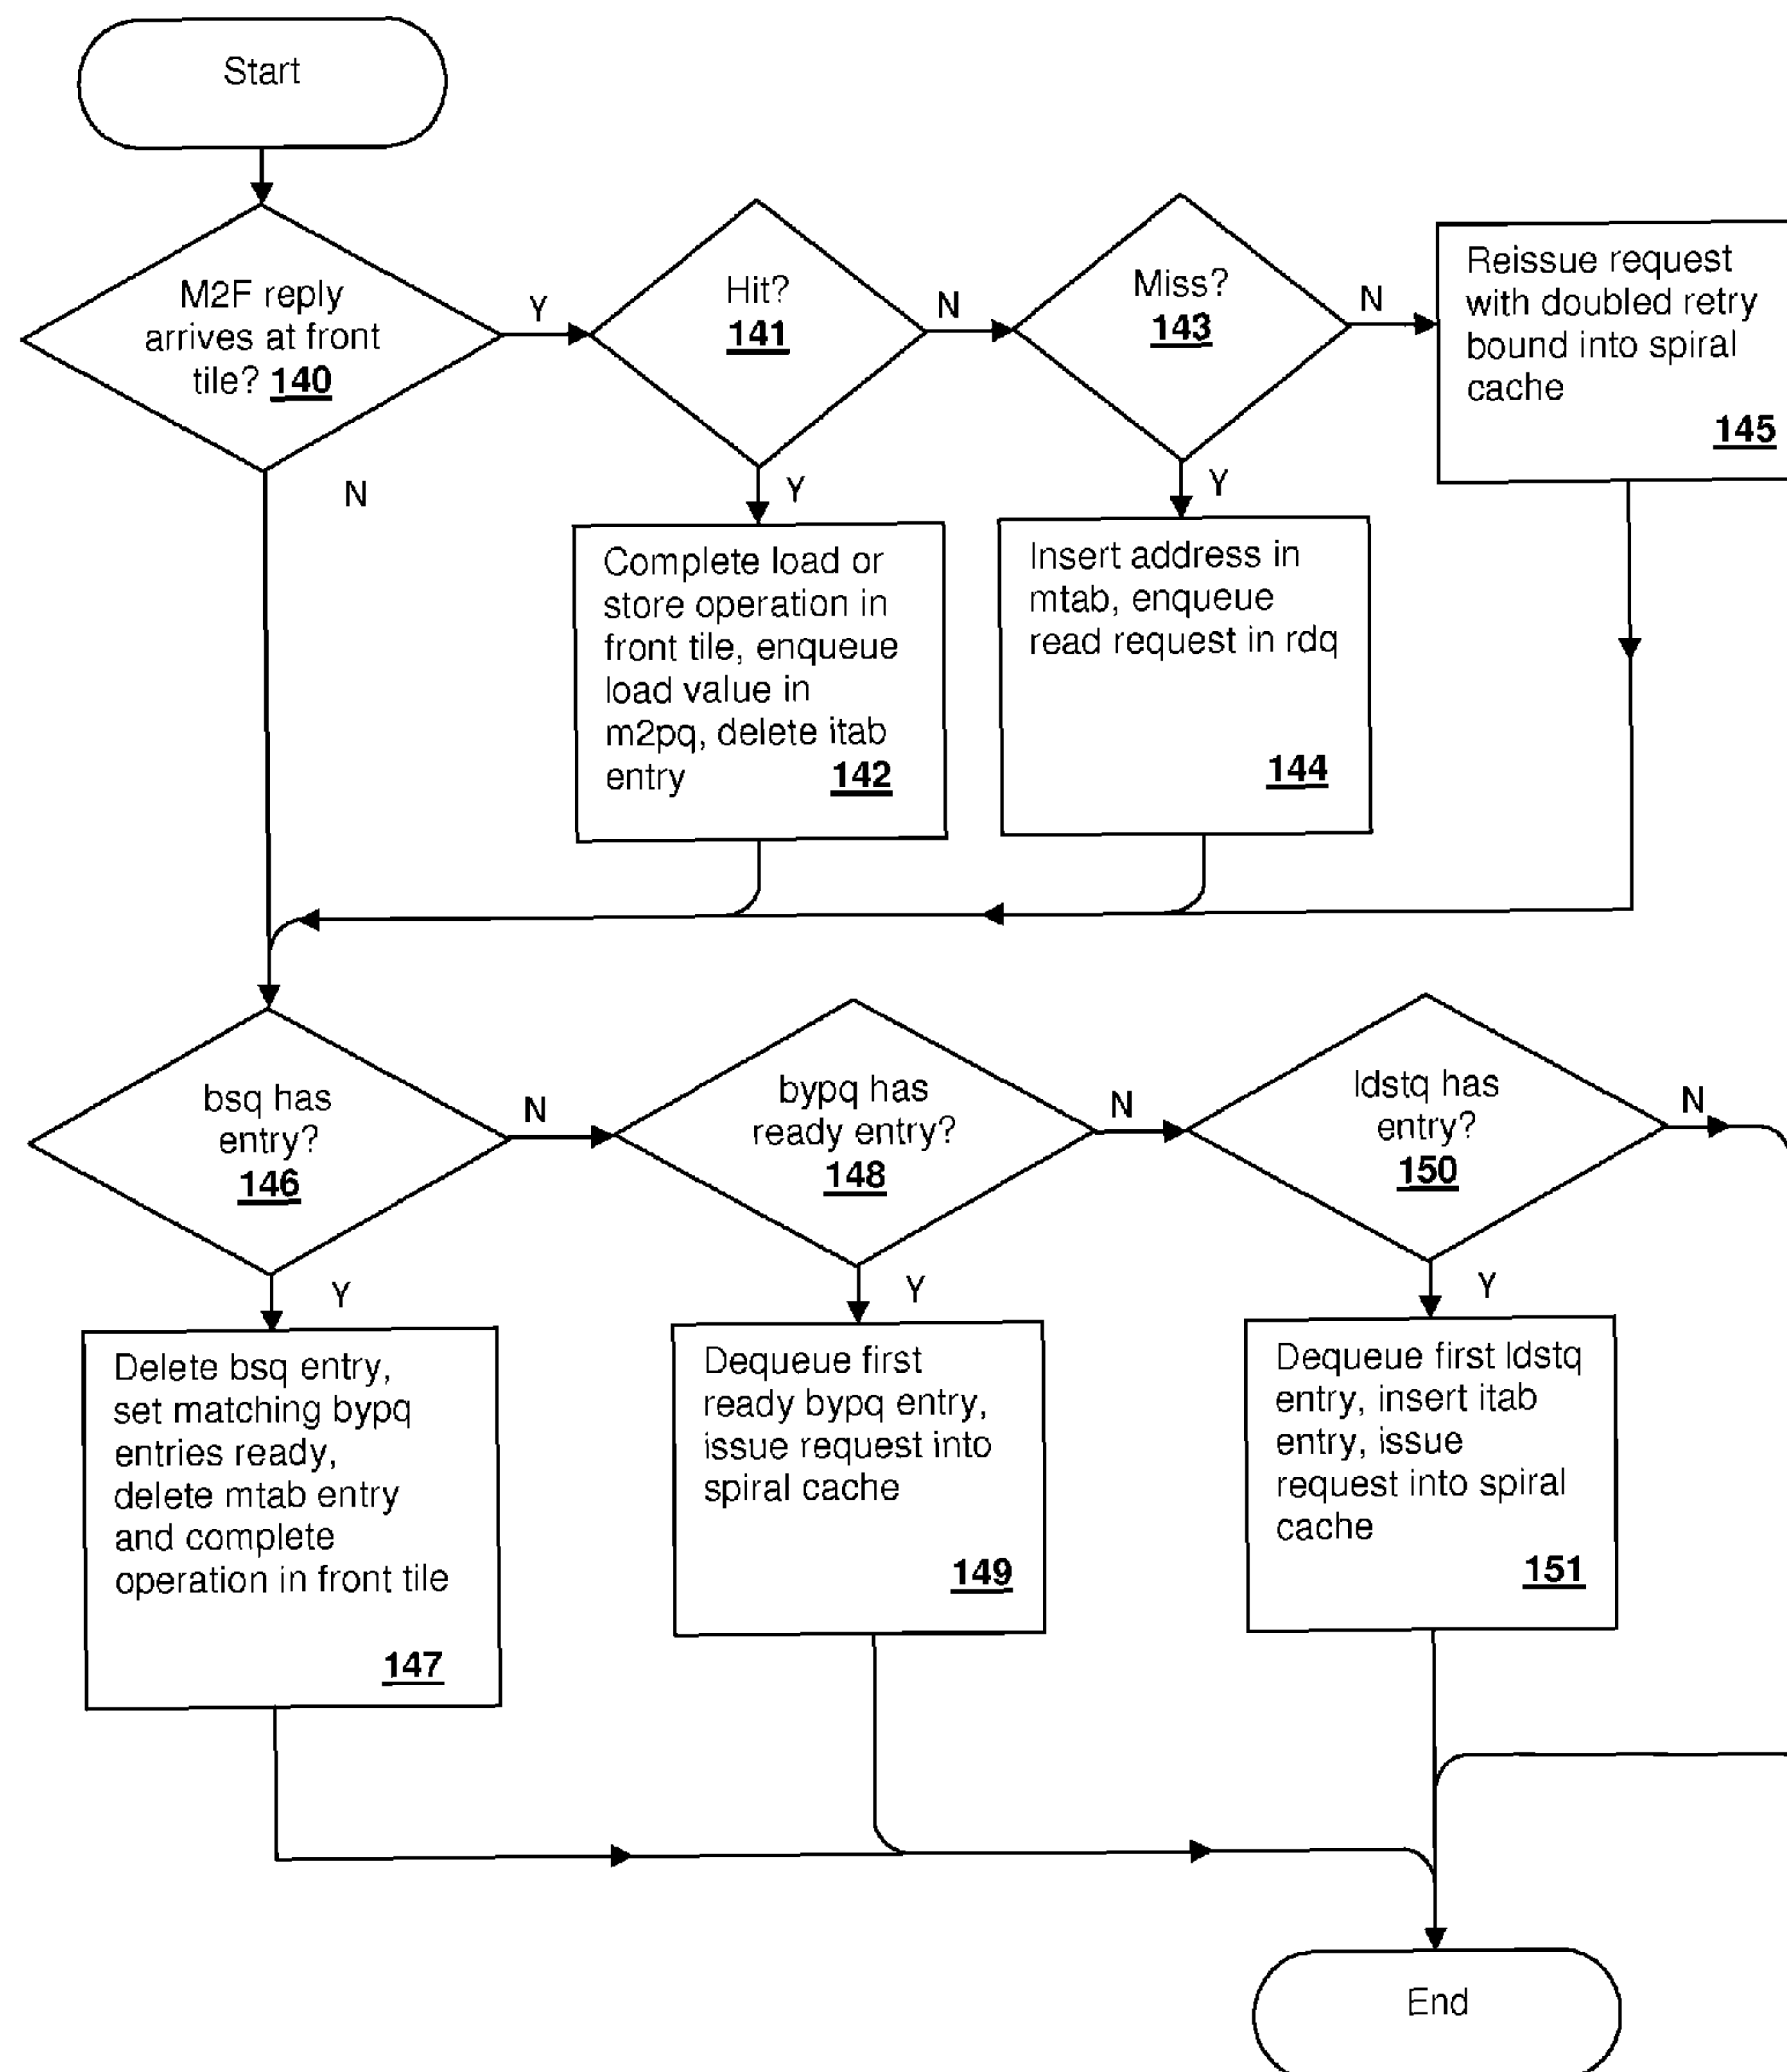 Start
M2F reply
arrives at front
tile? 140
Y
N
Hit?
141
N
Y
Miss?
143
N
Y
Reissue request
with doubled retry
bound into spiral
cache
145
Complete load or
store operation in
front tile, enqueue
load value in
m2pq, delete itab
entry 142
Insert address in
mtab, enqueue
read request in rdq
144
bsq has
entry?
146
N
Y
bypq has
ready entry?
148
N
Y
ldstq has
entry?
150
N
Y
Delete bsq entry,
set matching bypq
entries ready,
delete mtab entry
and complete
operation in front tile
147
Dequeue first
ready bypq entry,
issue request into
spiral cache
149
Dequeue first ldstq
entry, insert itab
entry, issue
request into spiral
cache
151
End